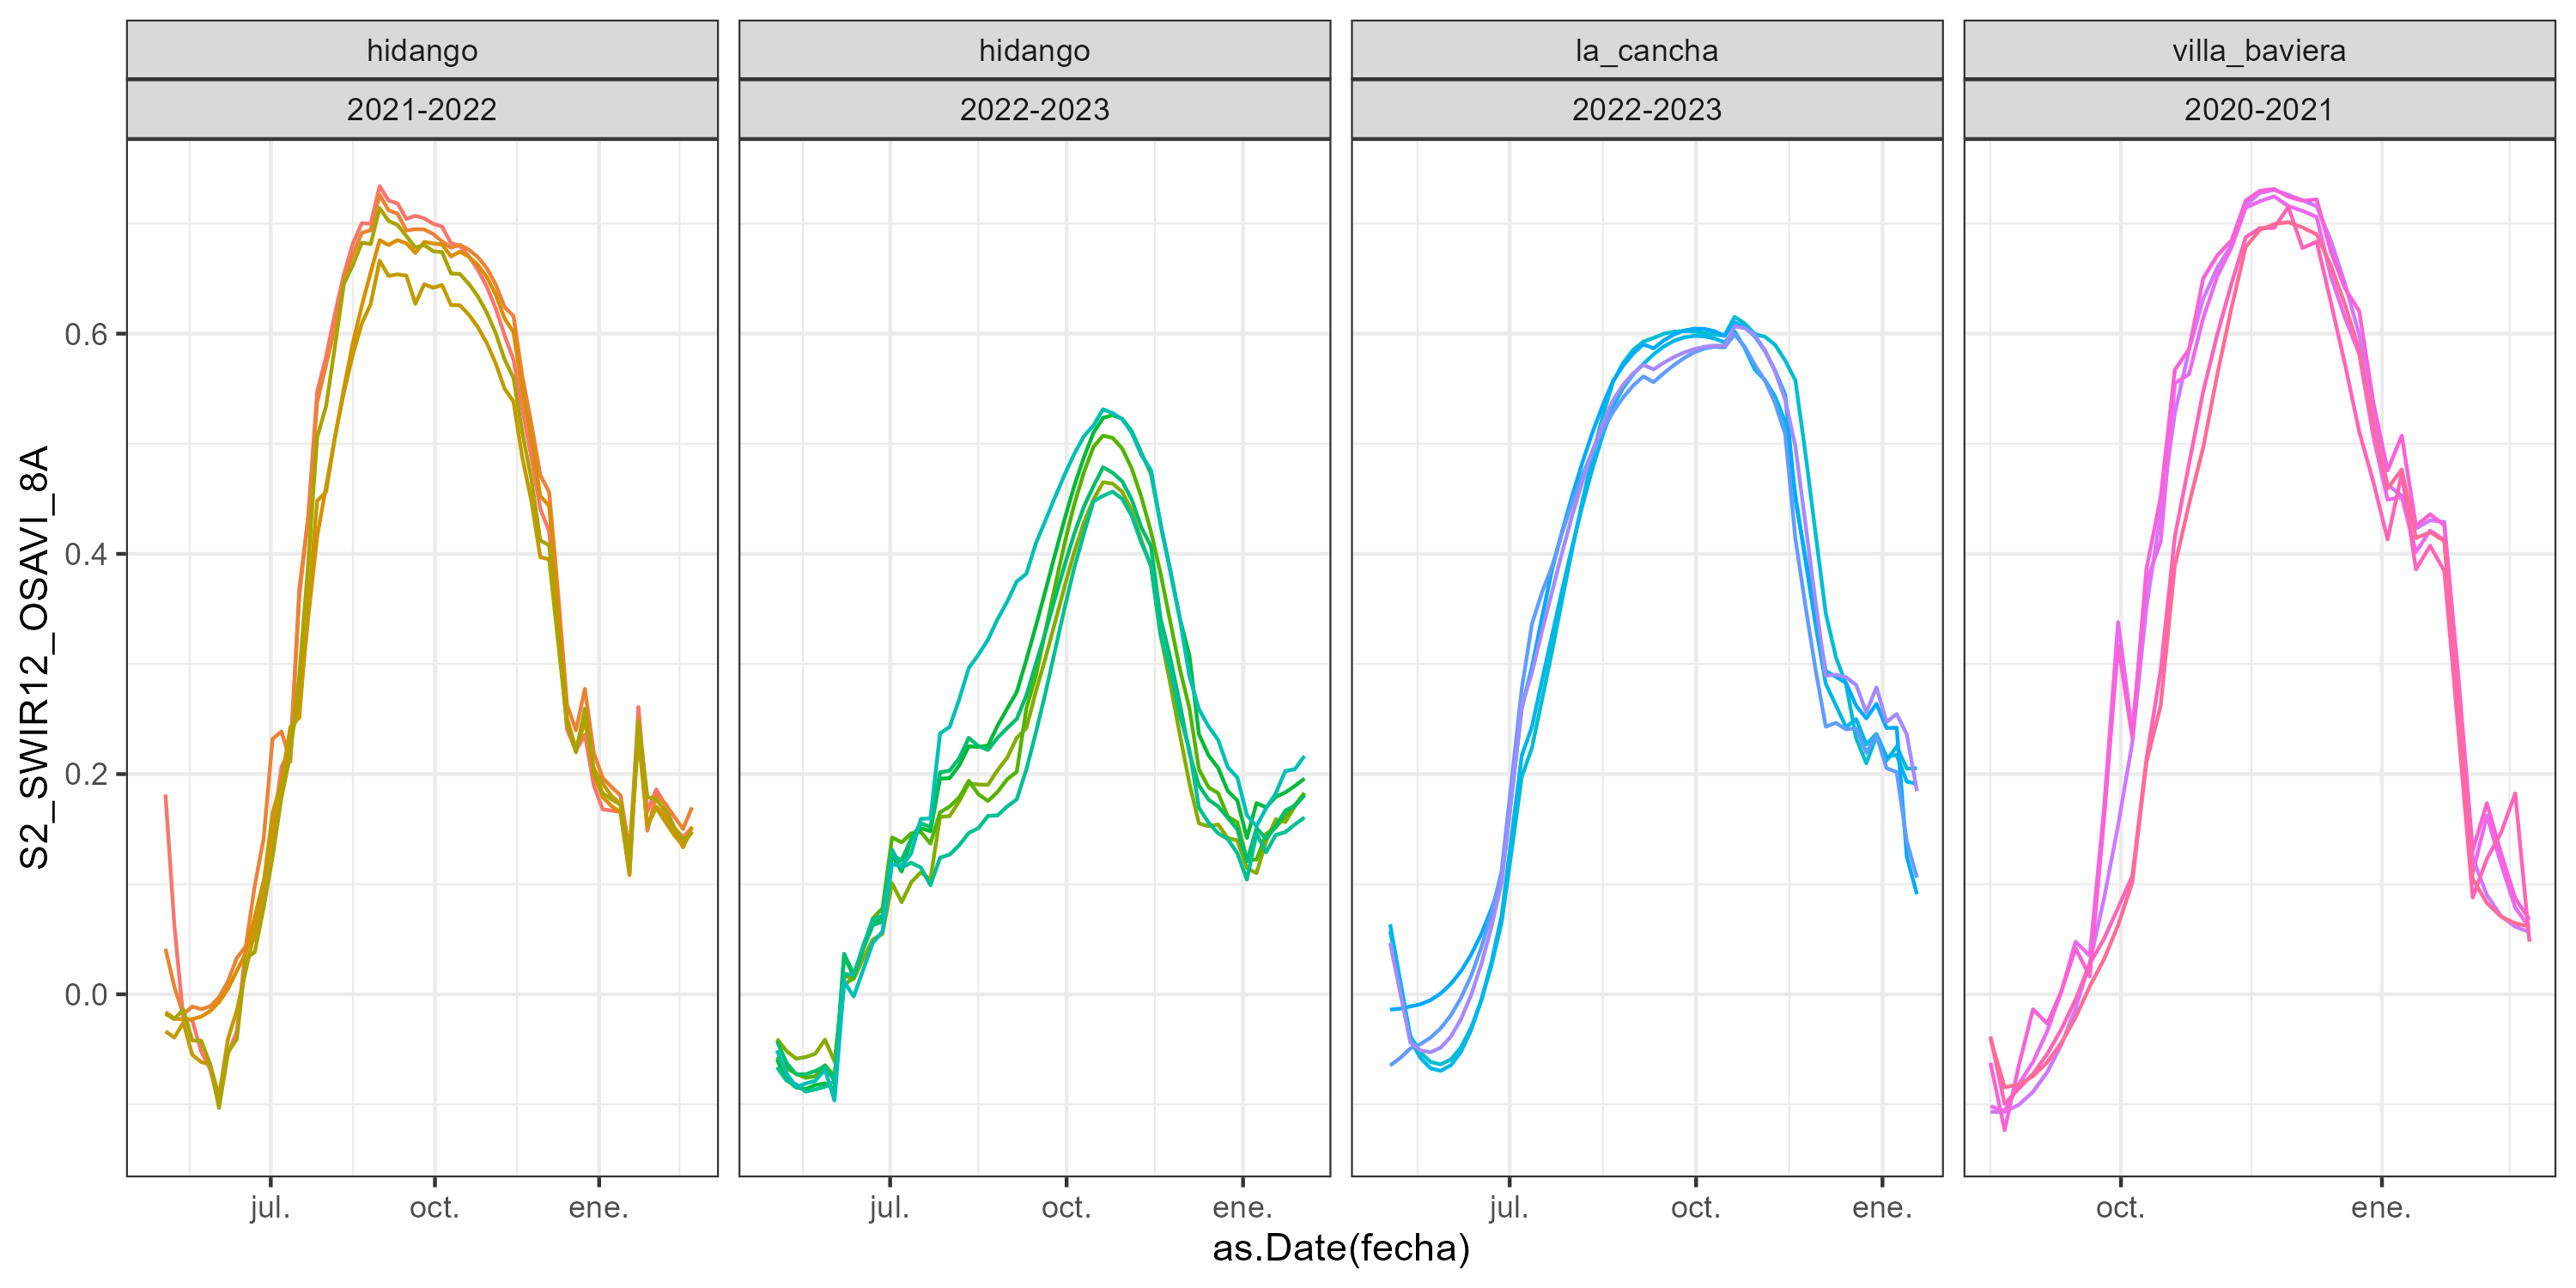 hidango
hidango
la_cancha
villa_baviera
2021-2022
2022-2023
2022-2023
2020-2021
S2_SWIR12_OSAVI_8A
0.6
0.4
0.2
0.0
jul.
oct.
ene.
jul.
oct.
ene.
jul.
oct.
ene.
oct.
ene.
as.Date(fecha)